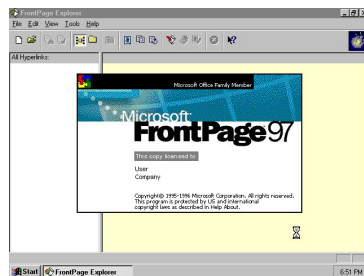 FrontPage Explorer
File Edit View Tools Help
All Hyperlinks:
Microsoft Office Family Member
Microsoft
FrontPage 97
This copy licensed to
User
Company
Copyright© 1995-1996 Microsoft Corporation. All rights reserved.
This program is protected by US and international
copyright laws as described in Help About.
Start
FrontPage Explorer
6:51 PM